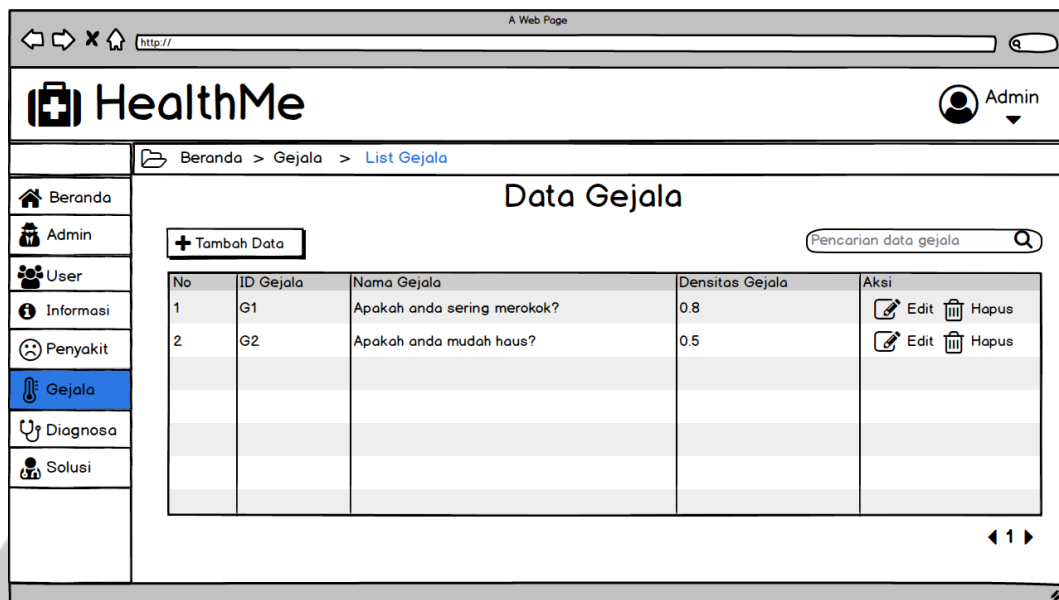 A Web Page
http://
HealthMe
Admin
Beranda > Gejala > List Gejala
Beranda
Admin
User
Informasi
Penyakit
Gejala
Diagnosa
Solusi
Data Gejala
Tambah Data
Pencarian data gejala
No ID Gejala Nama Gejala Densitas Gejala Aksi
1 G1 Apakah anda sering merokok? 0.8 Edit Hapus
2 G2 Apakah anda mudah haus? 0.5 Edit Hapus
1